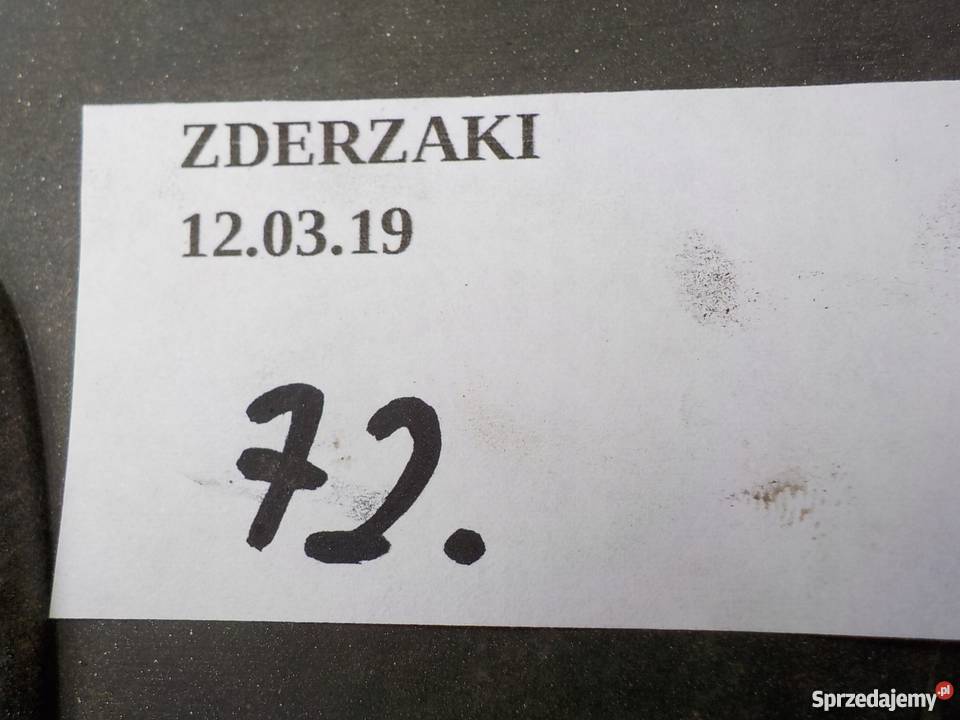 ZDERZAKI
12.03.19
72.
Sprzedajemy.pl